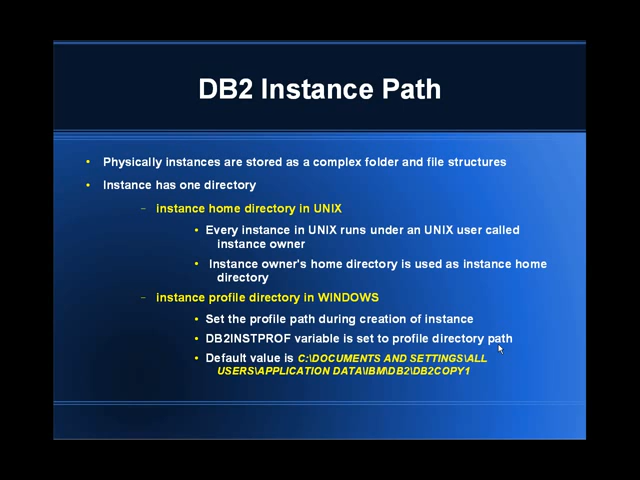 DB2 Instance Path
• Physically instances are stored as a complex folder and file structures
• Instance has one directory
– instance home directory in UNIX
• Every instance in UNIX runs under an UNIX user called
instance owner
• Instance owner's home directory is used as instance home
directory
– instance profile directory in WINDOWS
• Set the profile path during creation of instance
• DB2INSTPROF variable is set to profile directory path
• Default value is C:\DOCUMENTS AND SETTINGS\ALL
USERS\APPLICATION DATA\IBM\DB2\DB2COPY1